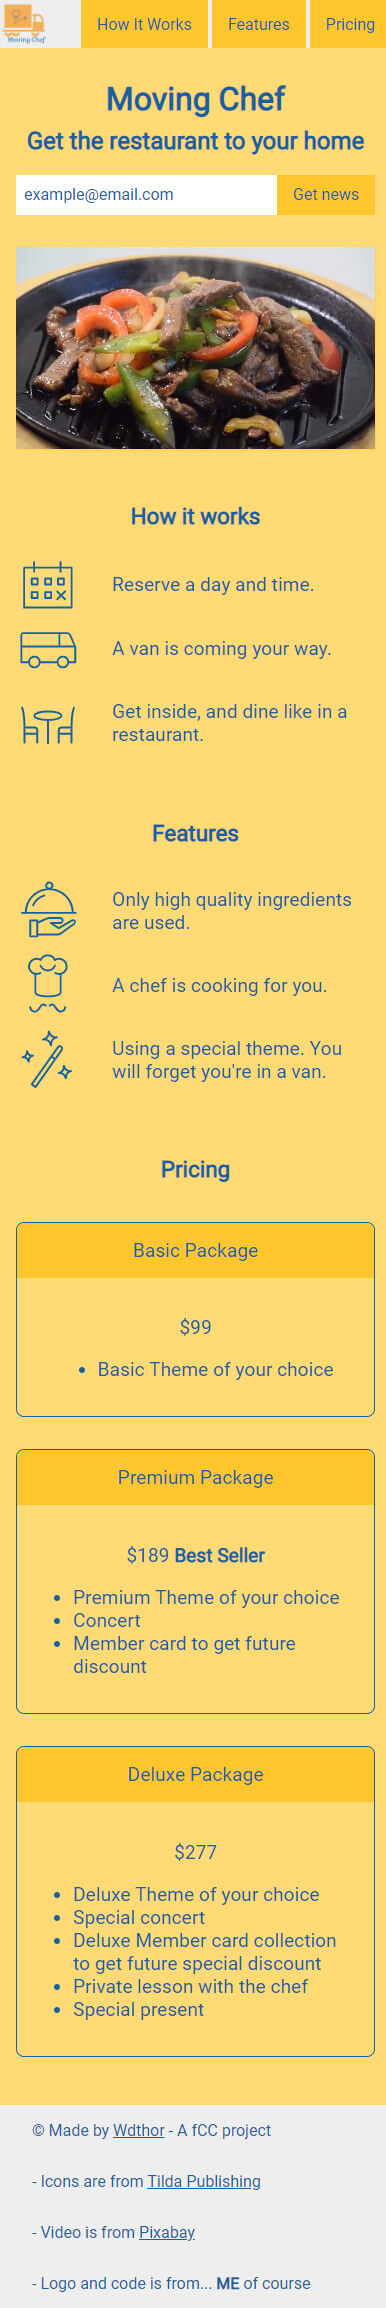 Moving Chef
How It Works
Features
Pricing
Moving Chef
Get the restaurant to your home
example@email.com
Get news
How it works
Reserve a day and time.
A van is coming your way.
Get inside, and dine like in a
restaurant.
Features
Only high quality ingredients
are used.
A chef is cooking for you.
Using a special theme. You
will forget you're in a van.
Pricing
Basic Package
$99
• Basic Theme of your choice
Premium Package
$189 Best Seller
• Premium Theme of your choice
• Concert
• Member card to get future
discount
Deluxe Package
$277
• Deluxe Theme of your choice
• Special concert
• Deluxe Member card collection
to get future special discount
• Private lesson with the chef
• Special present
© Made by Wdthor - A fCC project
- Icons are from Tilda Publishing
- Video is from Pixabay
- Logo and code is from... ME of course